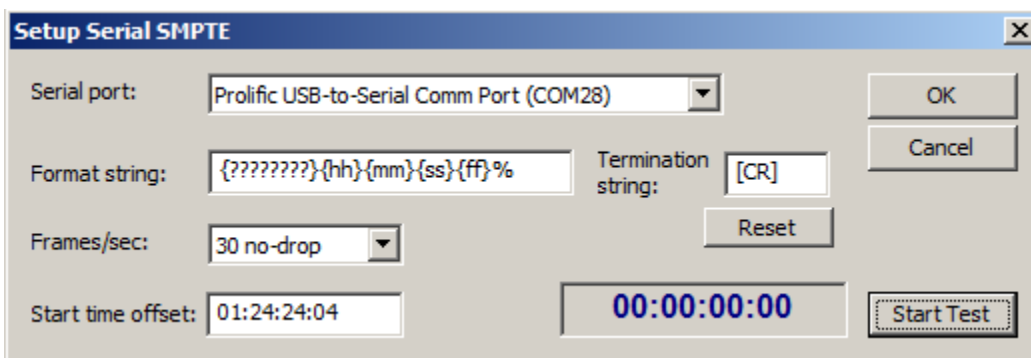 Setup Serial SMPTE
Serial port: Prolific USB-to-Serial Comm Port (COM28) OK
Cancel
Format string: {????????}{hh}{mm}{ss}{ff}% Termination string: [CR]
Reset
Frames/sec: 30 no-drop
Start time offset: 01:24:24:04 00:00:00:00 Start Test